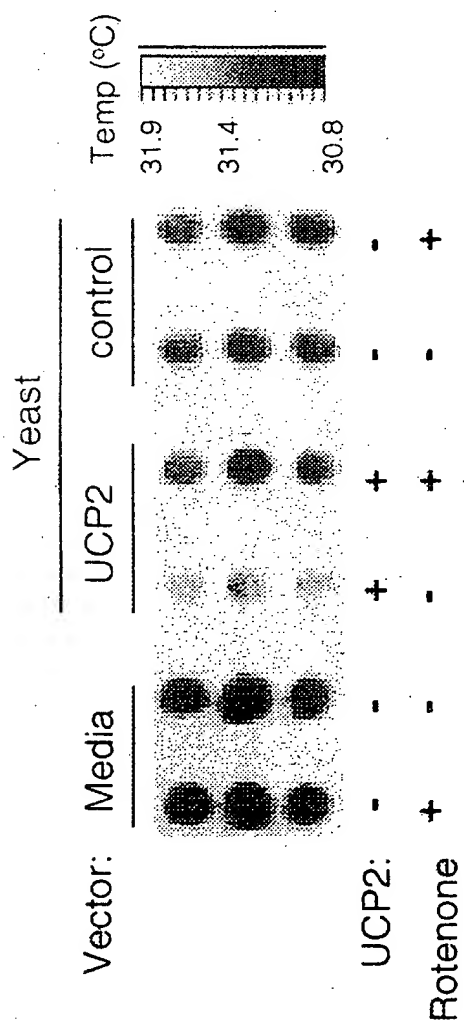 Yeast
Vector: Media UCP2 control Temp (°C)
31.9
31.4
30.8
UCP2: - - + + - -
Rotenone + - - + - +